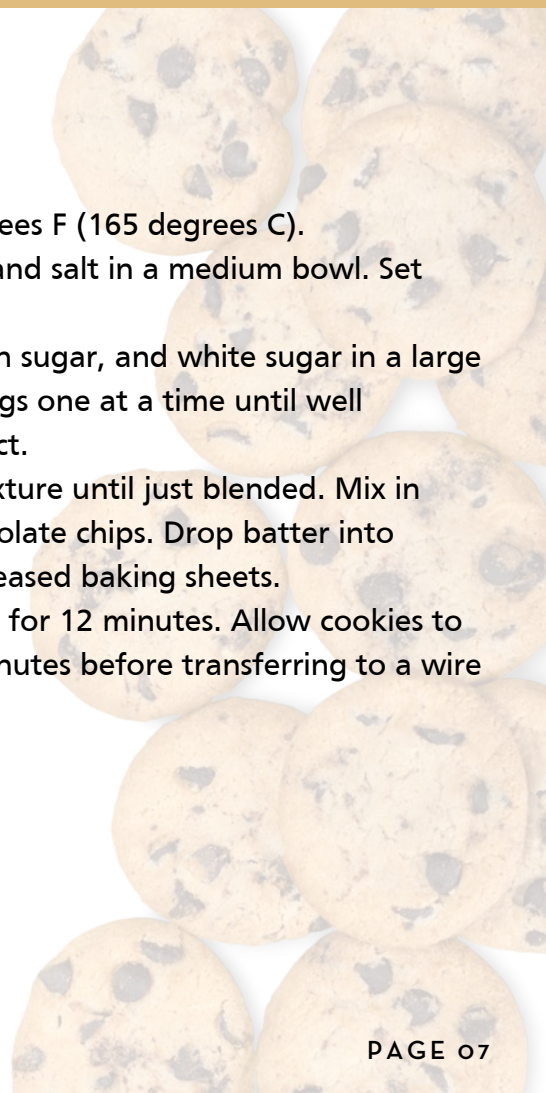 ees F (165 degrees C).
and salt in a medium bowl. Set
n sugar, and white sugar in a large
gs one at a time until well
ct.
xture until just blended. Mix in
olate chips. Drop batter into
eased baking sheets.
for 12 minutes. Allow cookies to
nutes before transferring to a wire
PAGE 07